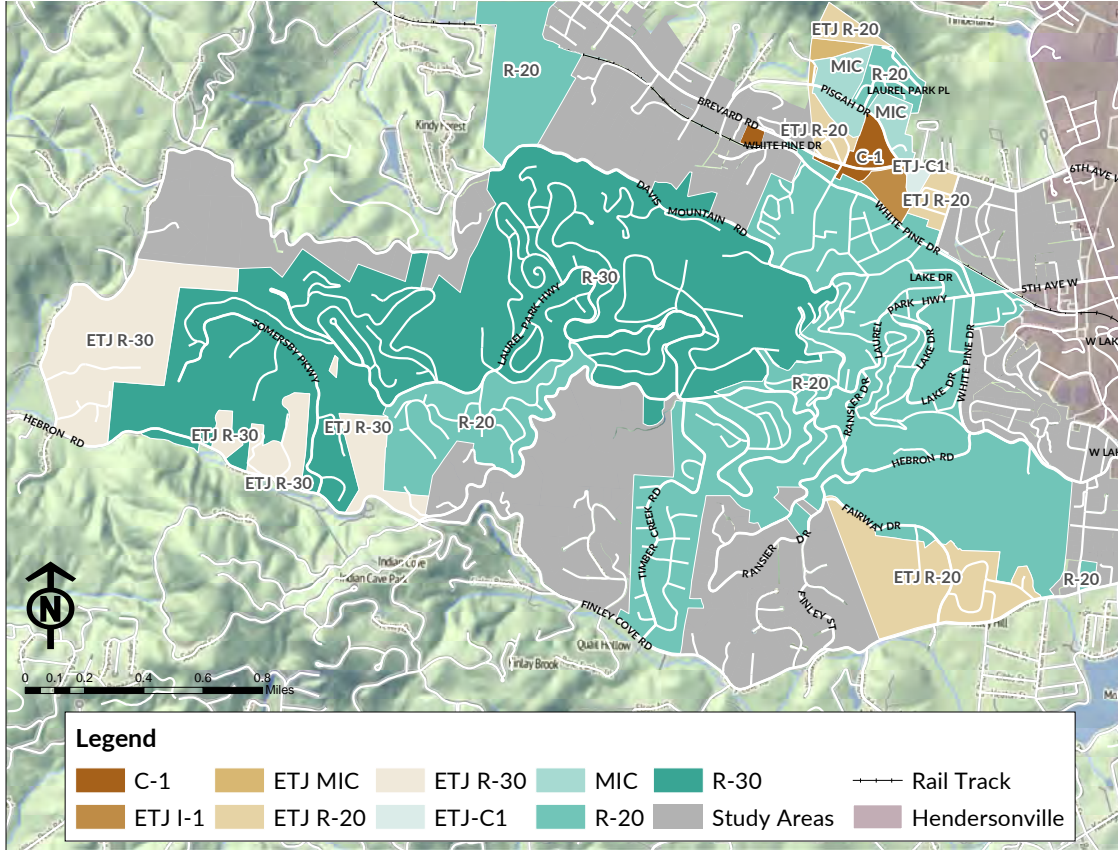 ETJ R-20
Timberland
MIC
R-20
R-20
LAUREL PARK PL
PISGAH DR
BREVARD RD
MIC
Kindy Forest
ETJ R-20
WHITE PINE DR
C-1
ETJ-C1
6TH AVE W
DAVIS MOUNTAIN RD
ETJ R-20
WHITE PINE DR
R-30
LAKE DR
5TH AVE W
PARK HWY
LAUREL PARK HWY
ETJ R-30
SOMERSBY PKWY
LAUREL
LAKE DR
WHITE PINE DR
W LAK
R-20
RANSIER DR
LAKE DR
HEBRON RD
ETJ R-30
ETJ R-30
R-20
W LAK
HEBRON RD
ETJ R-30
TIMBER CREEK RD
FAIRWAY DR
RANSIER DR
Indian Cove
Indian Cave Park
ETJ R-20
R-20
N
FINLEY ST
FINLEY COVE RD
Quail Hollow
Finlay Brook
0 0.1 0.2 0.4 0.6 0.8
Miles
Legend
C-1 ETJ MIC ETJ R-30 MIC R-30 Rail Track
ETJ I-1 ETJ R-20 ETJ-C1 R-20 Study Areas Hendersonville